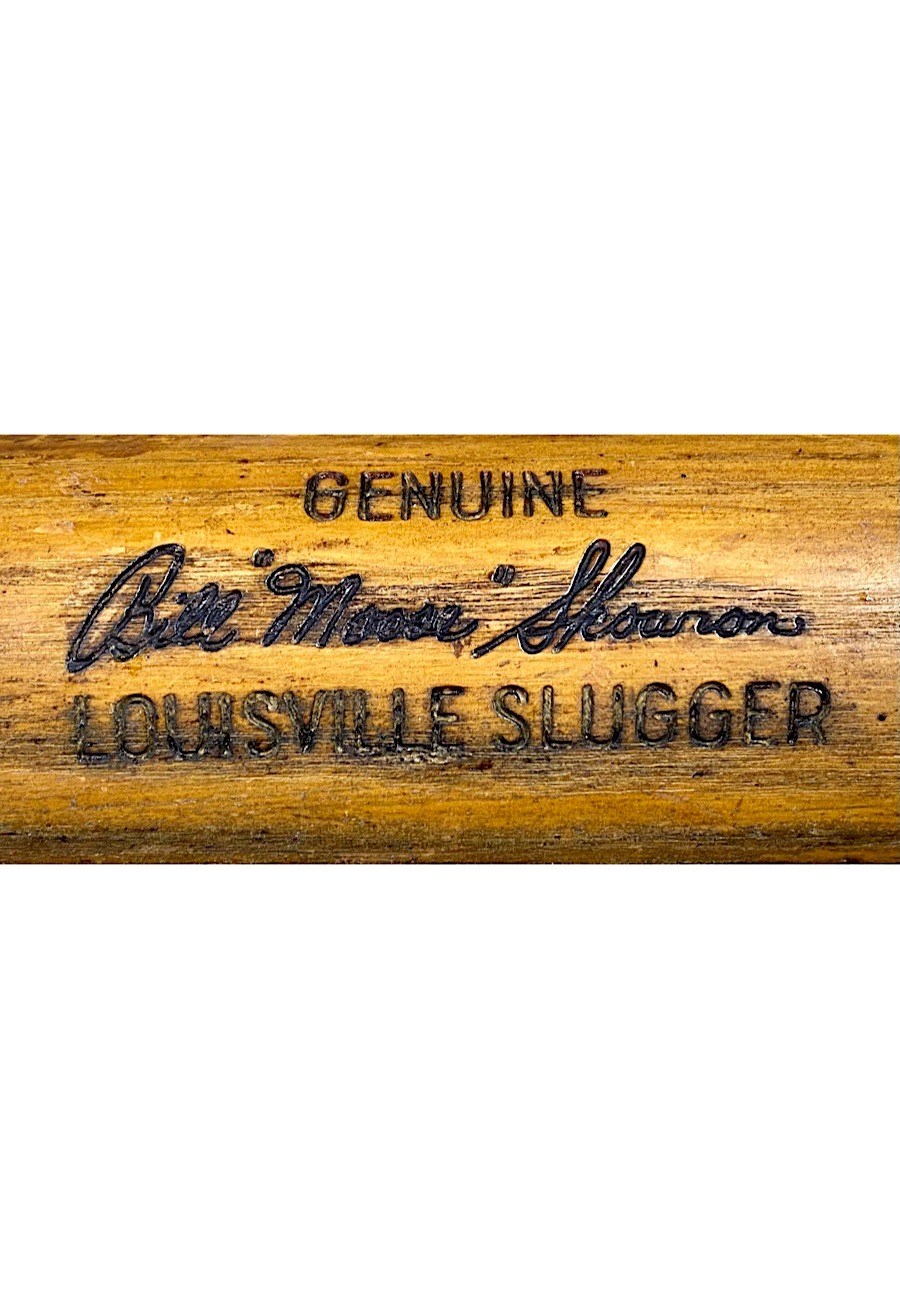 GENUINE
Bill "Moose" Skowron
LOUISVILLE SLUGGER